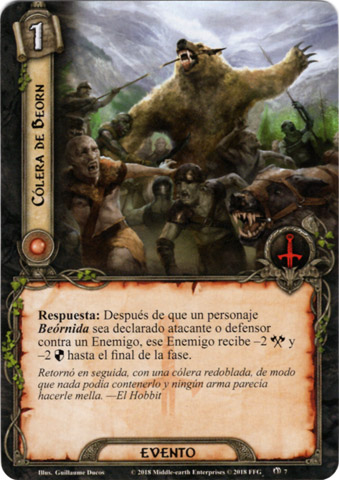 1
CÓLERA DE BEORN
Respuesta: Después de que un personaje
Beórnida sea declarado atacante o defensor
contra un Enemigo, ese Enemigo recibe –2 y
–2 hasta el final de la fase.
Retornó en seguida, con una cólera redoblada, de modo
que nada podía contenerlo y ningún arma parecía
hacerle mella. —El Hobbit
EVENTO
Illus. Guillaume Ducos © 2018 Middle-earth Enterprises © 2018 FFG 7